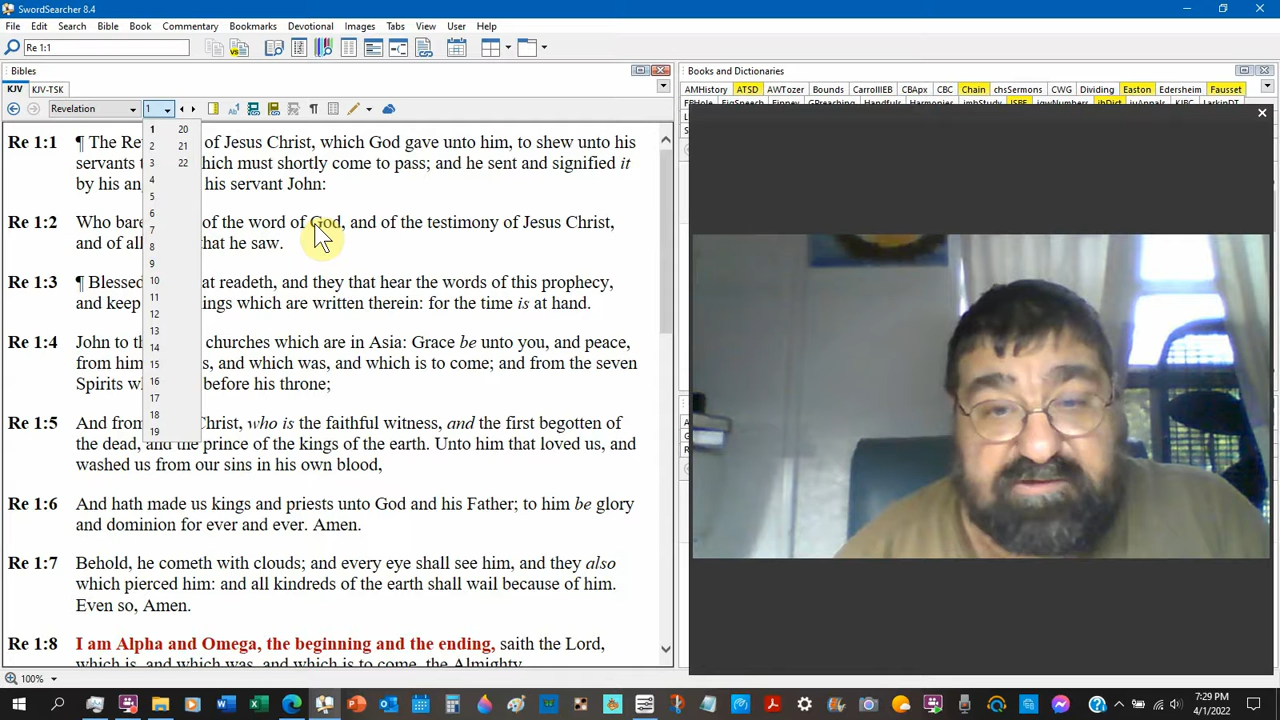 SwordSearcher 8.4
File Edit Search Bible Book Commentary Bookmarks Devotional Images Tabs View User Help
Re 1:1
VS
Bibles
KJV KJV-TSK
Revelation 1
1 20
2 21
3 22
4
5
6
7
8
9
10
11
12
13
14
15
16
17
18
19
Re 1:1 ¶ The Rev of Jesus Christ, which God gave unto him, to shew unto his
servants hich must shortly come to pass; and he sent and signified it
by his an his servant John:
Re 1:2 Who bare of the word of God, and of the testimony of Jesus Christ,
and of all hat he saw.
Re 1:3 ¶ Blessed at readeth, and they that hear the words of this prophecy,
and keep ings which are written therein: for the time is at hand.
Re 1:4 John to th churches which are in Asia: Grace be unto you, and peace,
from him s, and which was, and which is to come; and from the seven
Spirits w before his throne;
Re 1:5 And from Christ, who is the faithful witness, and the first begotten of
the dead, and the prince of the kings of the earth. Unto him that loved us, and
washed us from our sins in his own blood,
Re 1:6 And hath made us kings and priests unto God and his Father; to him be glory
and dominion for ever and ever. Amen.
Re 1:7 Behold, he cometh with clouds; and every eye shall see him, and they also
which pierced him: and all kindreds of the earth shall wail because of him.
Even so, Amen.
Re 1:8 I am Alpha and Omega, the beginning and the ending, saith the Lord,
which is, and which was, and which is to come, the Almighty
100%
Books and Dictionaries
AMHistory ATSD AWTozer Bounds CarrollEB CBApx CBC Chain chsSermons CWG Dividing Easton Edersheim Fausset
7:29 PM
4/1/2022